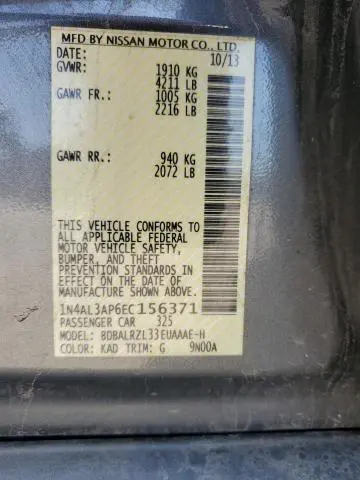 MFD BY NISSAN MOTOR CO., LTD.
DATE: 10/13
GVWR: 1910 KG
4211 LB
GAWR FR: 1005 KG
2216 LB
GAWR RR: 940 KG
2072 LB
THIS VEHICLE CONFORMS TO
ALL APPLICABLE FEDERAL
MOTOR VEHICLE SAFETY,
BUMPER, AND THEFT
PREVENTION STANDARDS IN
EFFECT ON THE DATE OF
MANUFACTURE SHOWN ABOVE.
1N4AL3AP6EC156371
PASSENGER CAR 325
MODEL: BDBALRZL33EUAAAE-H
COLOR: KAD TRIM: G 9N00A